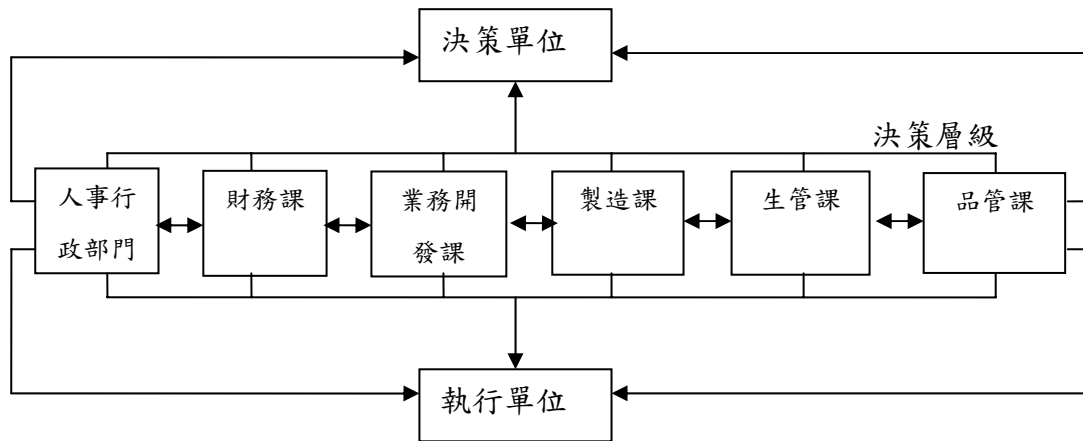 決策單位
決策層級
人事行
政部門
財務課
業務開
發課
製造課
生管課
品管課
執行單位